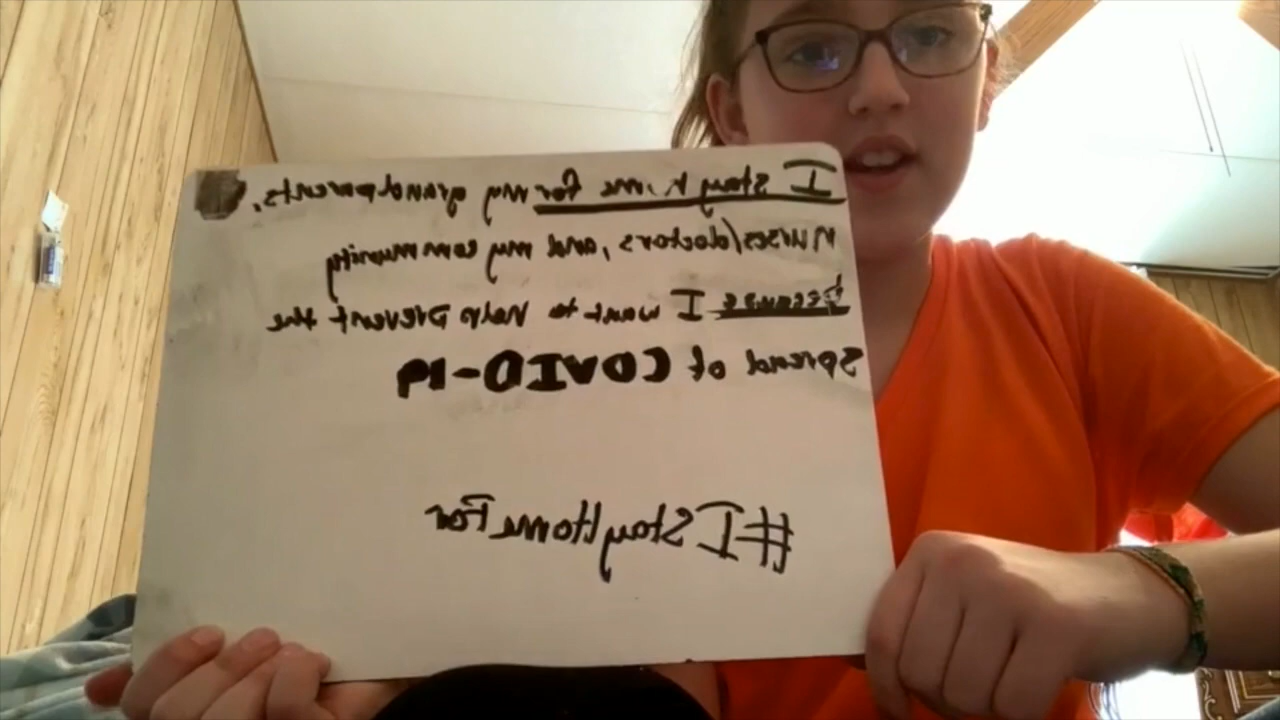 I stay home for my grandparents,
nurses/doctors, and my community
because I want to help prevent the
spread of COVID-19
#IStayHomeFor